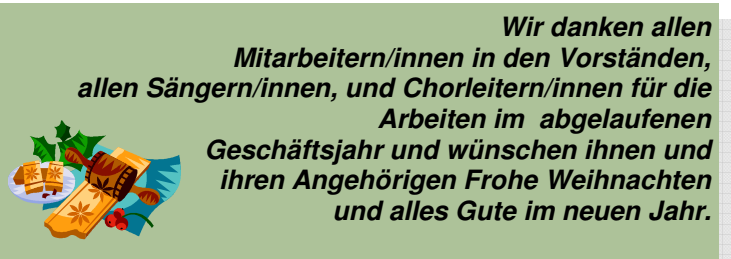 Wir danken allen
Mitarbeitern/innen in den Vorständen,
allen Sängern/innen, und Chorleitern/innen für die
Arbeiten im abgelaufenen
Geschäftsjahr und wünschen ihnen und
ihren Angehörigen Frohe Weihnachten
und alles Gute im neuen Jahr.